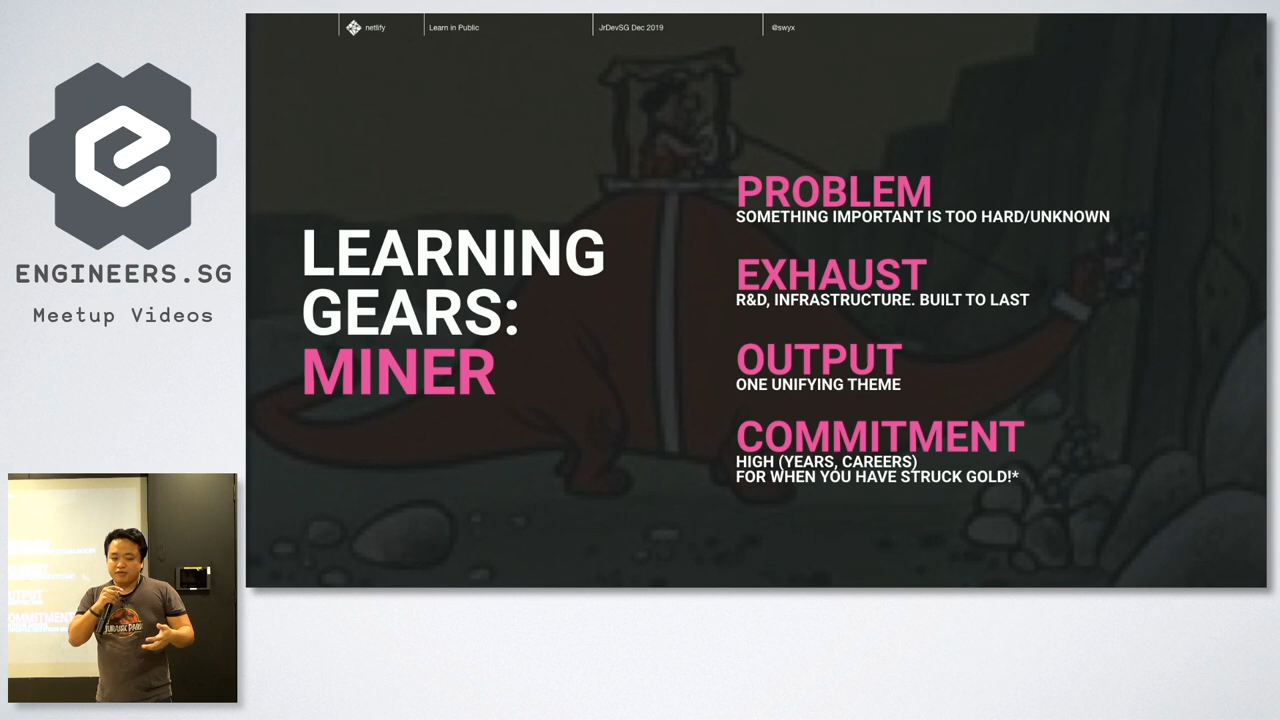 netlify
Learn in Public
JrDevSG Dec 2019
@swyx
ENGINEERS.SG
Meetup Videos
LEARNING
GEARS:
MINER
PROBLEM
SOMETHING IMPORTANT IS TOO HARD/UNKNOWN
EXHAUST
R&D, INFRASTRUCTURE. BUILT TO LAST
OUTPUT
ONE UNIFYING THEME
COMMITMENT
HIGH (YEARS, CAREERS)
FOR WHEN YOU HAVE STRUCK GOLD!*
JURASSIC PARK